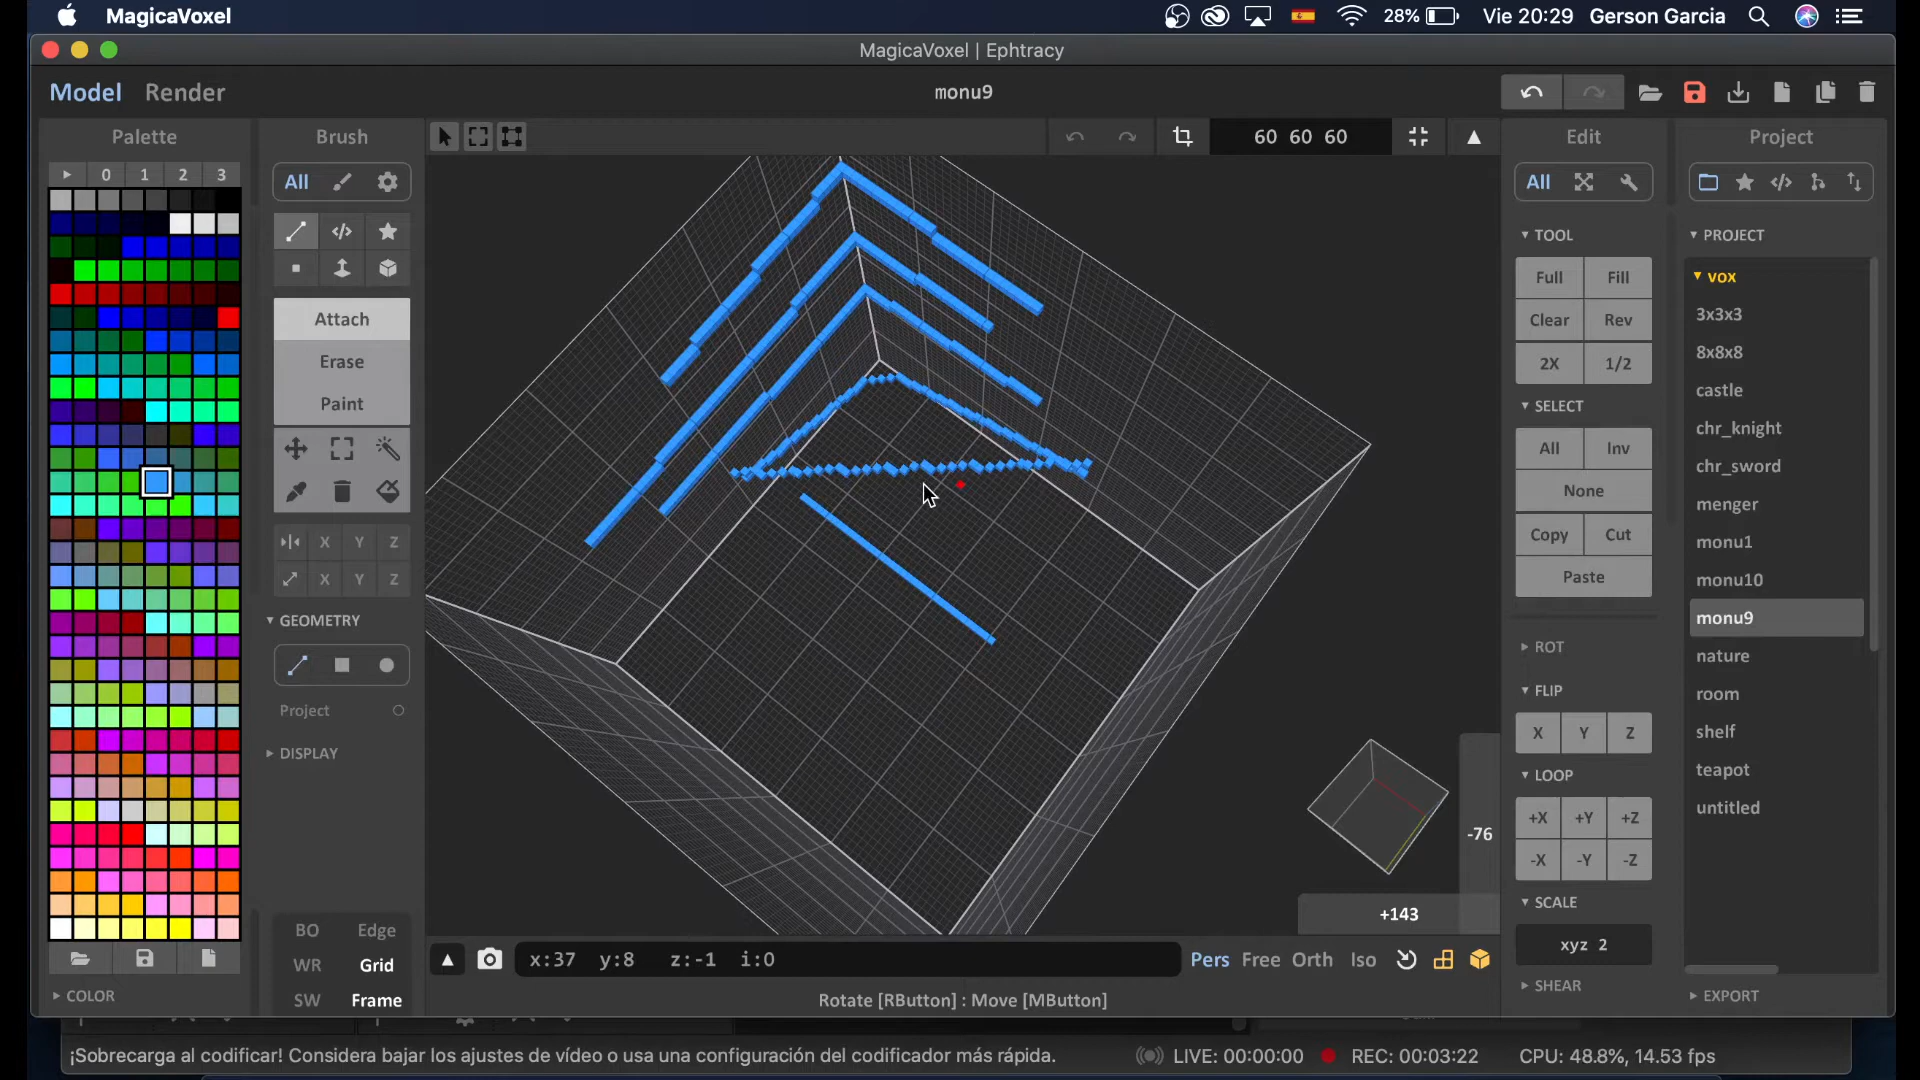 MagicaVoxel
28%
Vie 20:29
Gerson Garcia
MagicaVoxel | Ephtracy
Model
Render
monu9
Palette
0
1
2
3
COLOR
Brush
All
Attach
Erase
Paint
X
Y
Z
X
Y
Z
GEOMETRY
Project
DISPLAY
BO
Edge
WR
Grid
SW
Frame
60 60 60
-76
+143
x:37 y:8 z:-1 i:0
Pers
Free
Orth
Iso
Rotate [RButton] : Move [MButton]
Edit
All
TOOL
Full
Fill
Clear
Rev
2X
1/2
SELECT
All
Inv
None
Copy
Cut
Paste
ROT
FLIP
X
Y
Z
LOOP
+X
+Y
+Z
-X
-Y
-Z
SCALE
xyz 2
SHEAR
Project
PROJECT
vox
3x3x3
8x8x8
castle
chr_knight
chr_sword
menger
monu1
monu10
monu9
nature
room
shelf
teapot
untitled
EXPORT
¡Sobrecarga al codificar! Considera bajar los ajustes de vídeo o usa una configuración del codificador más rápida.
LIVE: 00:00:00
REC: 00:03:22
CPU: 48.8%, 14.53 fps